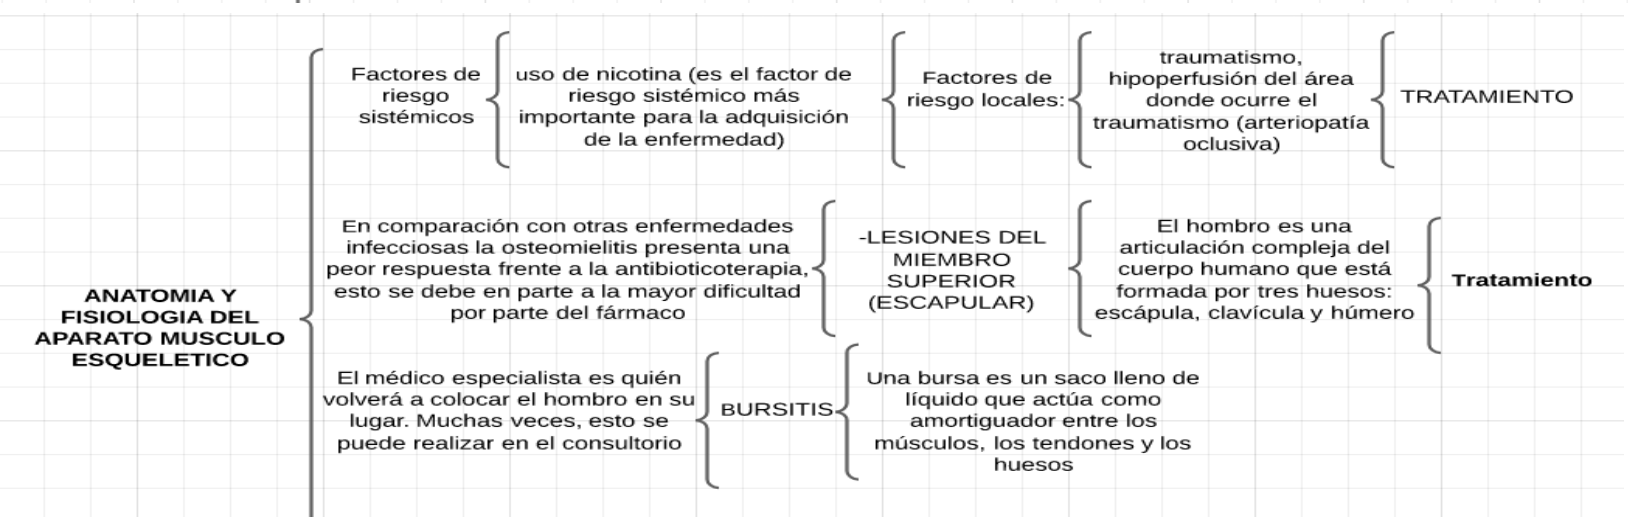 Factores de
riesgo
sistémicos
uso de nicotina (es el factor de
riesgo sistémico más
importante para la adquisición
de la enfermedad)
Factores de
riesgo locales:
traumatismo,
hipoperfusión del área
donde ocurre el
traumatismo (arteriopatía
oclusiva)
TRATAMIENTO
En comparación con otras enfermedades
infecciosas la osteomielitis presenta una
peor respuesta frente a la antibioticoterapia,
esto se debe en parte a la mayor dificultad
por parte del fármaco
-LESIONES DEL
MIEMBRO
SUPERIOR
(ESCAPULAR)
El hombro es una
articulación compleja del
cuerpo humano que está
formada por tres huesos:
escápula, clavícula y húmero
Tratamiento
ANATOMIA Y
FISIOLOGIA DEL
APARATO MUSCULO
ESQUELETICO
El médico especialista es quién
volverá a colocar el hombro en su
lugar. Muchas veces, esto se
puede realizar en el consultorio
BURSITIS
Una bursa es un saco lleno de
líquido que actúa como
amortiguador entre los
músculos, los tendones y los
huesos